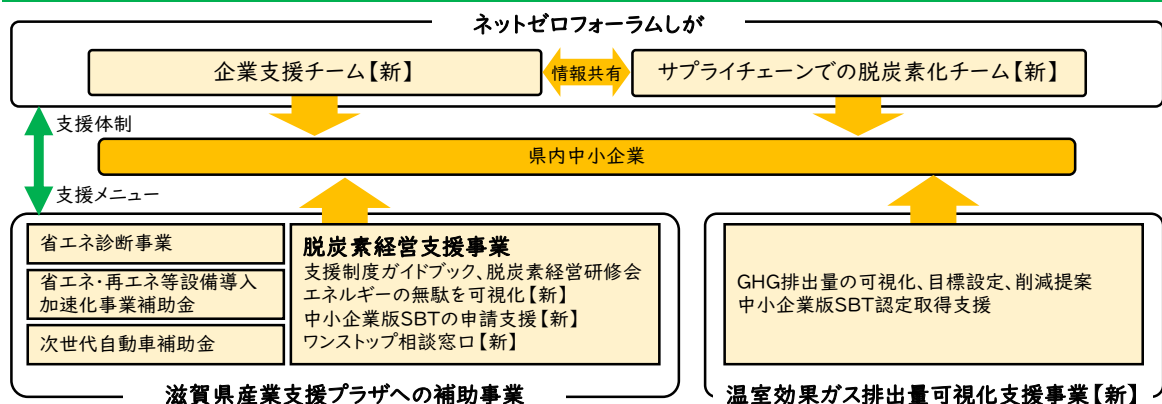 ネットゼロフォーラムしが
企業支援チーム【新】
情報共有
サプライチェーンでの脱炭素化チーム【新】
支援体制
県内中小企業
支援メニュー
省エネ診断事業
省エネ・再エネ等設備導入
加速化事業補助金
次世代自動車補助金
脱炭素経営支援事業
支援制度ガイドブック、脱炭素経営研修会
エネルギーの無駄を可視化【新】
中小企業版SBTの申請支援【新】
ワンストップ相談窓口【新】
滋賀県産業支援プラザへの補助事業
GHG排出量の可視化、目標設定、削減提案
中小企業版SBT認定取得支援
温室効果ガス排出量可視化支援事業【新】